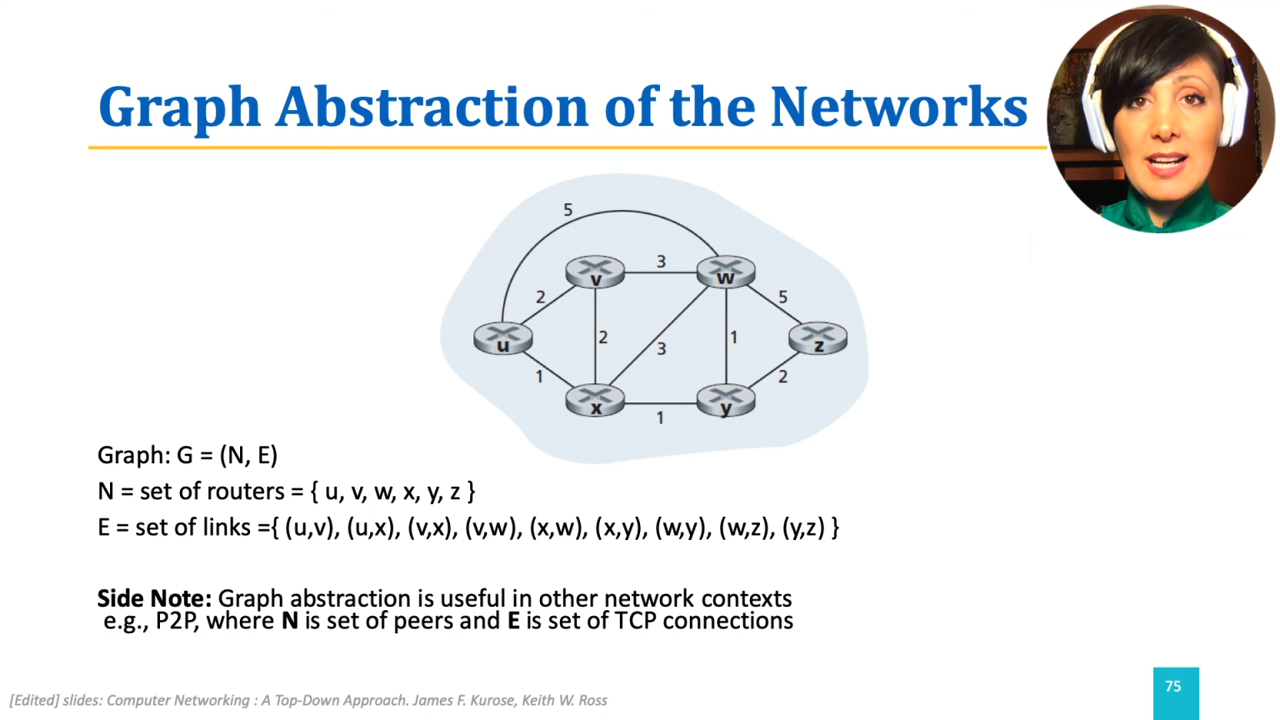 Graph Abstraction of the Networks
5
v
3
w
2
5
u
2
3
1
z
1
x
1
y
2
Graph: G = (N, E)
N = set of routers = { u, v, w, x, y, z }
E = set of links ={ (u,v), (u,x), (v,x), (v,w), (x,w), (x,y), (w,y), (w,z), (y,z) }
Side Note: Graph abstraction is useful in other network contexts
e.g., P2P, where N is set of peers and E is set of TCP connections
[Edited] slides: Computer Networking : A Top-Down Approach. James F. Kurose, Keith W. Ross
75